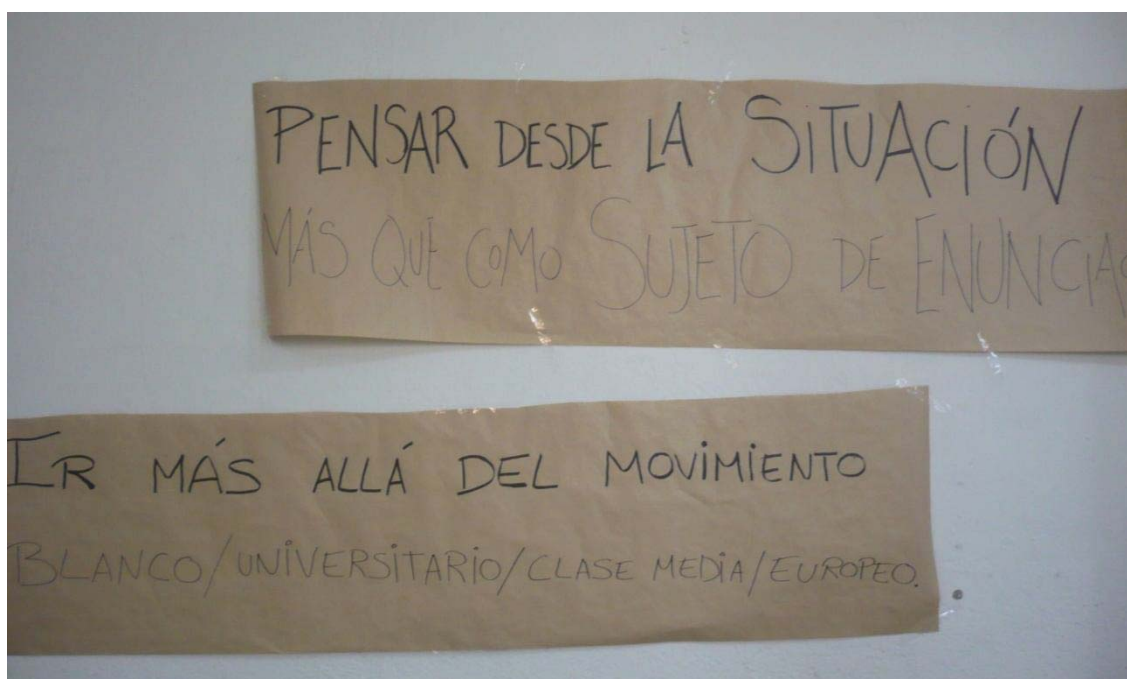 PENSAR DESDE LA SITUACIÓN
MÁS QUE COMO SUJETO DE
IR MÁS ALLÁ DEL MOVIMIENTO
BLANCO/UNIVERSITARIO/CLASE MEDIA/EUROPEO.